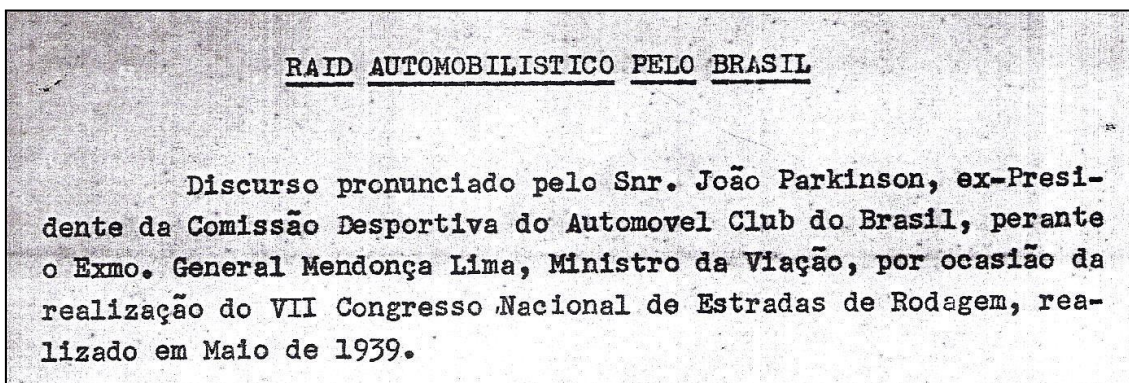 RAID AUTOMOBILISTICO PELO BRASIL
Discurso pronunciado pelo Snr. João Parkinson, ex-Presi-
dente da Comissão Desportiva do Automovel Club do Brasil, perante
o Exmo. General Mendonça Lima, Ministro da Viação, por ocasião da
realização do VII Congresso Nacional de Estradas de Rodagem, rea-
lizado em Maio de 1939.